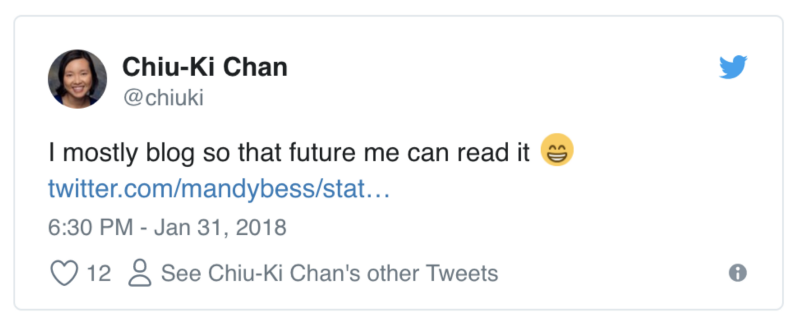 Chiu-Ki Chan
@chiuki
I mostly blog so that future me can read it 😁
twitter.com/mandybess/stat…
6:30 PM - Jan 31, 2018
12 See Chiu-Ki Chan's other Tweets